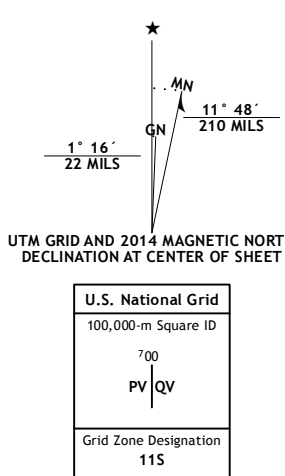 ★
MN
GN
11° 48´
210 MILS
1° 16´
22 MILS
UTM GRID AND 2014 MAGNETIC NORT
DECLINATION AT CENTER OF SHEET
U.S. National Grid
100,000-m Square ID
⁷00
PV QV
Grid Zone Designation
11S